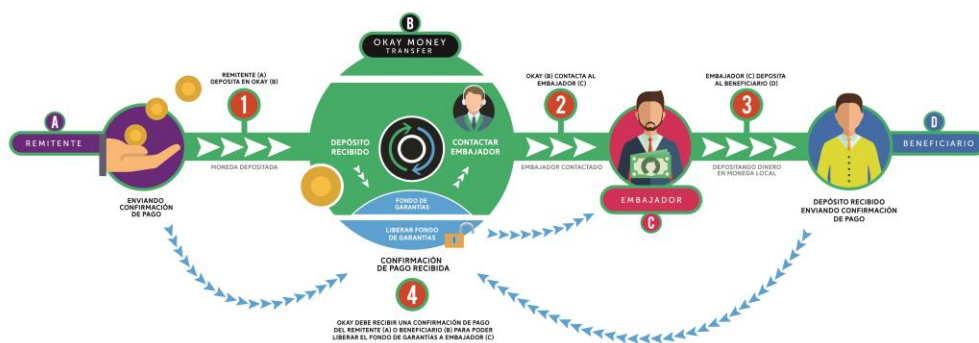 B
OKAY MONEY
TRANSFER
REMITENTE (A)
DEPOSITA EN OKAY (B)
1
OKAY (B) CONTACTA AL
EMBAJADOR (C)
2
EMBAJADOR (C) DEPOSITA
AL BENEFICIARIO (D)
3
A
REMITENTE
DEPÓSITO
RECIBIDO
CONTACTAR
EMBAJADOR
D
BENEFICIARIO
MONEDA DEPOSITADA
EMBAJADOR CONTACTADO
DEPOSITANDO DINERO
EN MONEDA LOCAL
ENVIANDO
CONFIRMACIÓN
DE PAGO
FONDO DE
GARANTÍAS
EMBAJADOR
C
DEPÓSITO RECIBIDO
ENVIANDO CONFIRMACIÓN
DE PAGO
LIBERAR FONDO
DE GARANTÍAS
CONFIRMACIÓN
DE PAGO RECIBIDA
4
OKAY DEBE RECIBIR UNA CONFIRMACIÓN DE PAGO
DEL REMITENTE (A) O BENEFICIARIO (B) PARA PODER
LIBERAR EL FONDO DE GARANTÍAS A EMBAJADOR (C)